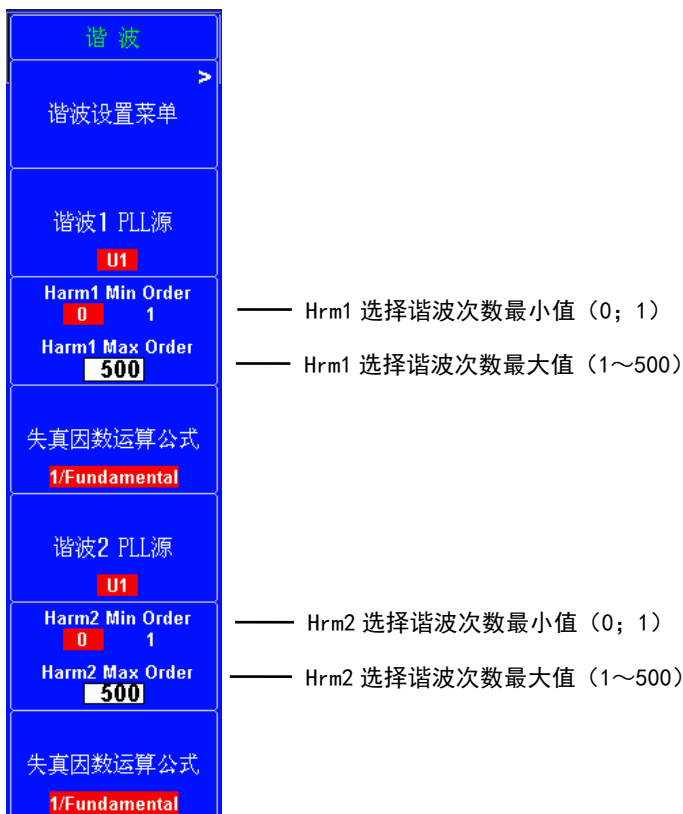 谐 波
>
谐波设置菜单
谐波1 PLL源
U1
Harm1 Min Order
0 1
Hrm1 选择谐波次数最小值（0；1）
Harm1 Max Order
500
Hrm1 选择谐波次数最大值（1～500）
失真因数运算公式
1/Fundamental
谐波2 PLL源
U1
Harm2 Min Order
0 1
Hrm2 选择谐波次数最小值（0；1）
Harm2 Max Order
500
Hrm2 选择谐波次数最大值（1～500）
失真因数运算公式
1/Fundamental